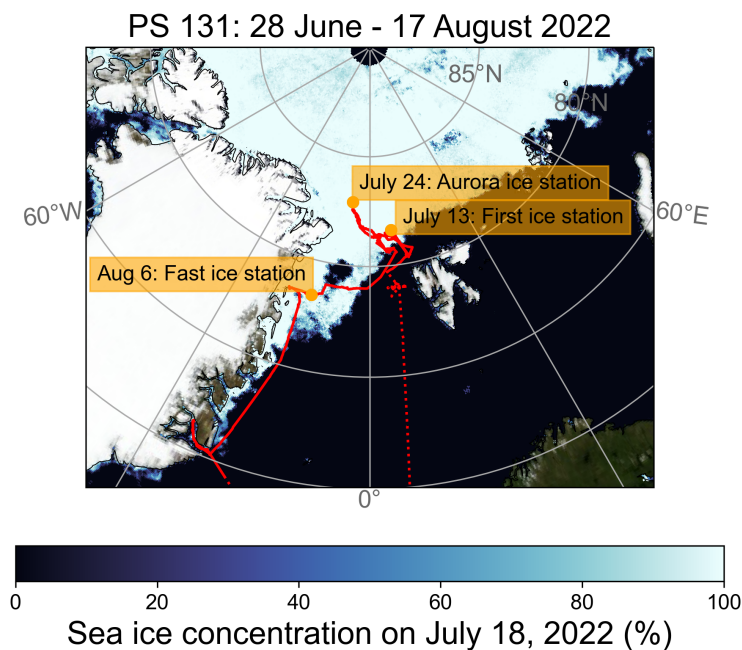 PS 131: 28 June - 17 August 2022
85°N
80°N
July 24: Aurora ice station
60°W
July 13: First ice station
60°E
Aug 6: Fast ice station
0°
0
20
40
60
80
100
Sea ice concentration on July 18, 2022 (%)